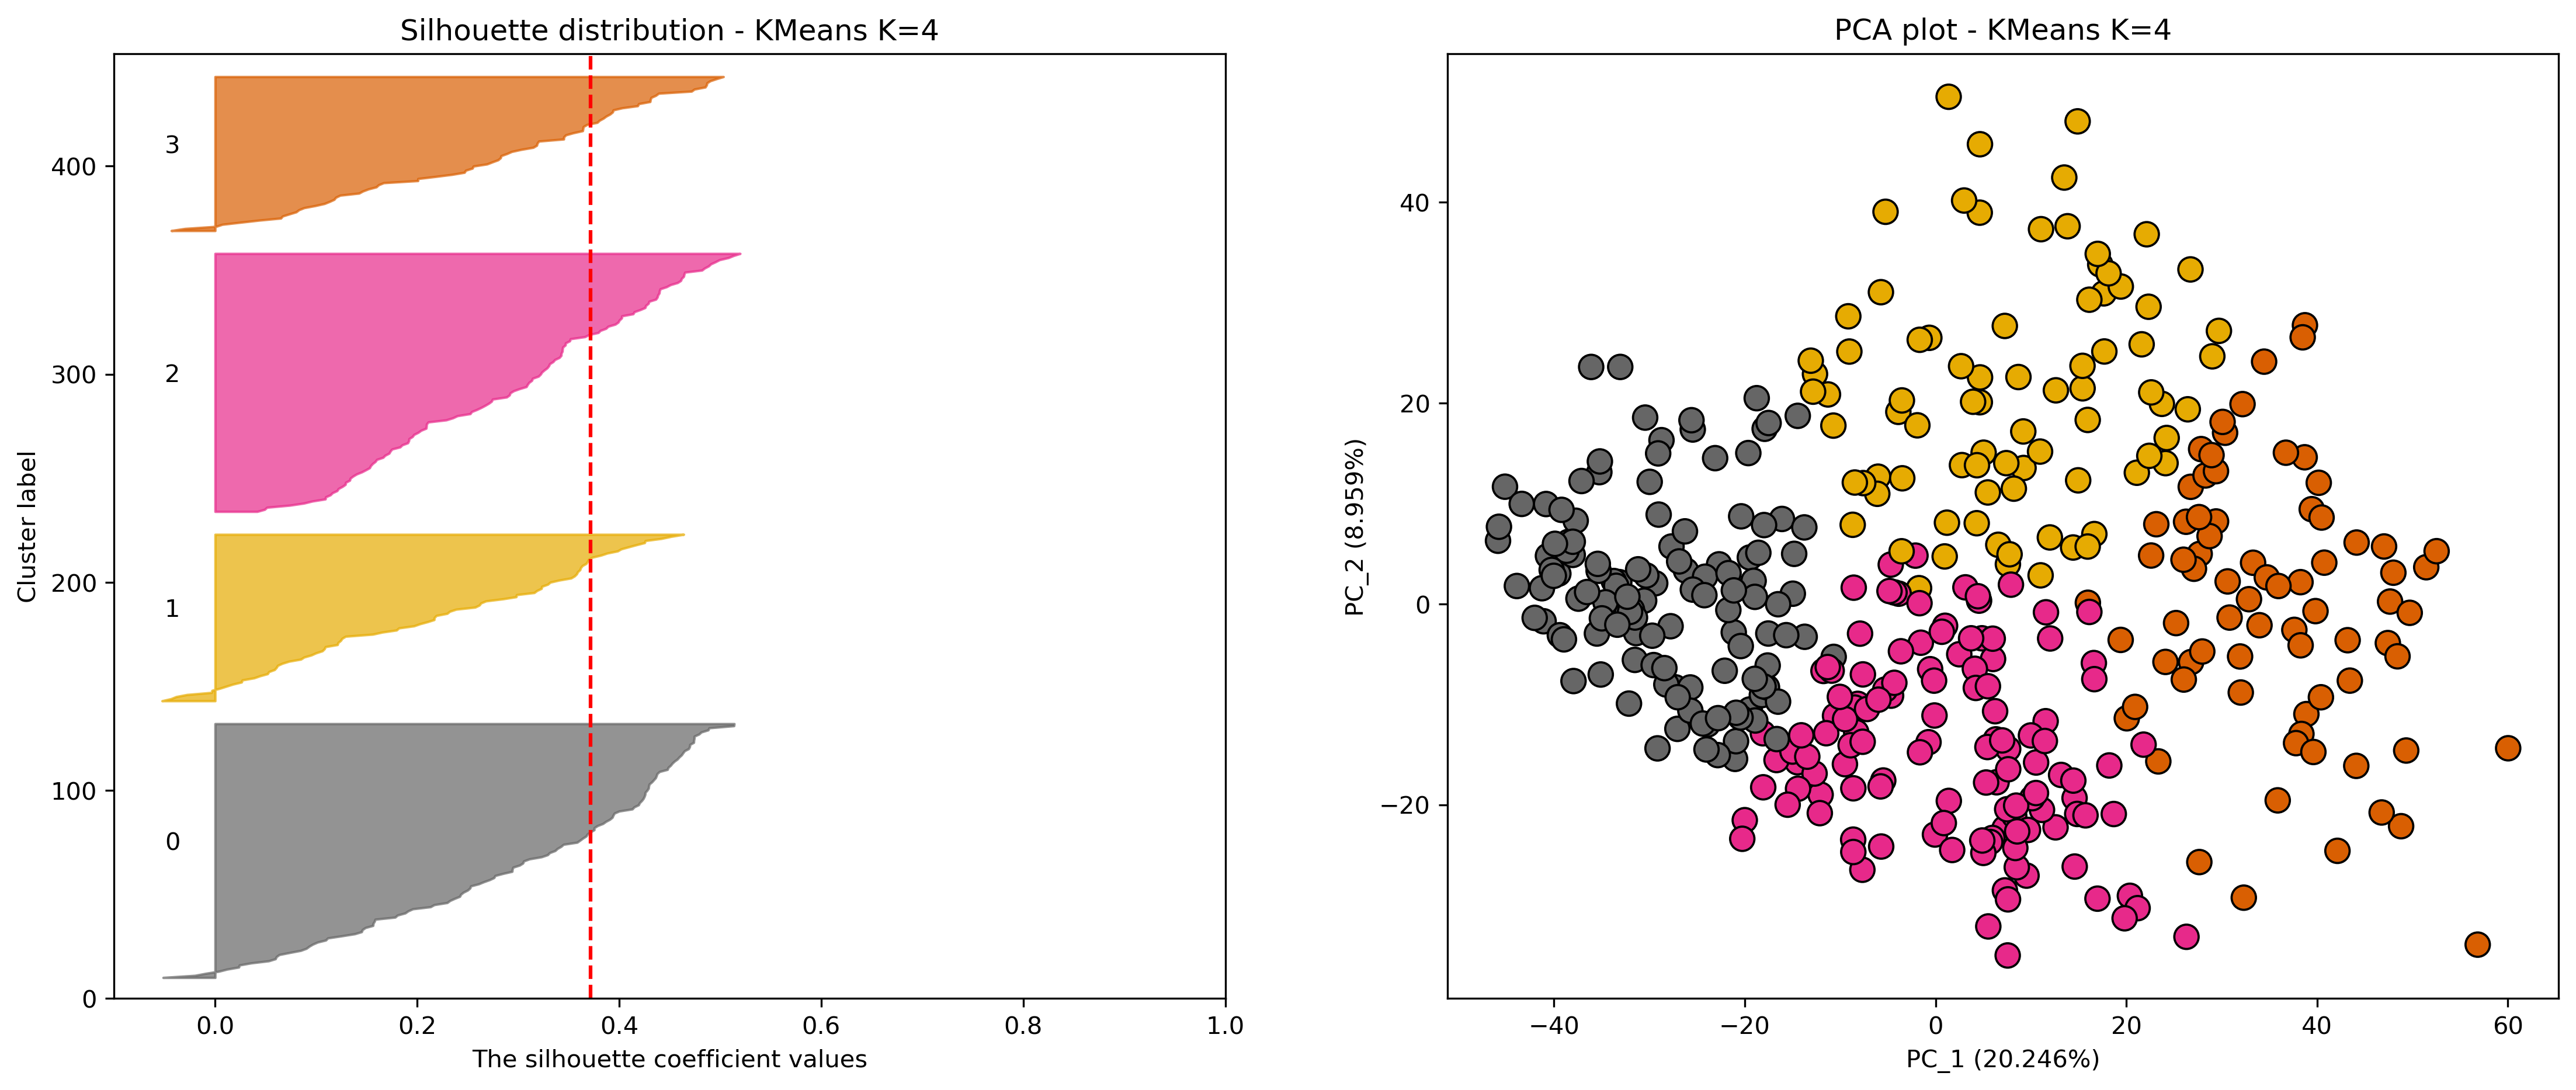 Silhouette distribution - KMeans K=4
3
2
1
0
400
300
200
100
0
Cluster label
0.0 0.2 0.4 0.6 0.8 1.0
The silhouette coefficient values
PCA plot - KMeans K=4
40
20
0
−20
PC_2 (8.959%)
−40 −20 0 20 40 60
PC_1 (20.246%)